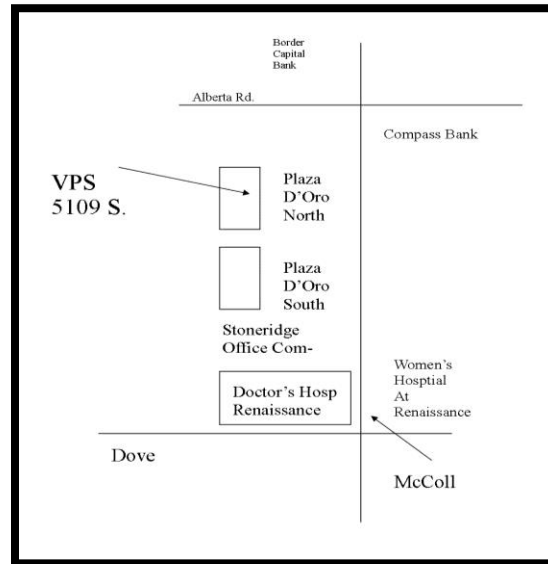 Border
Capital
Bank
Alberta Rd.
Compass Bank
VPS
5109 S.
Plaza
D'Oro
North
Plaza
D'Oro
South
Stoneridge
Office Com-
Women's
Hosptial
At
Renaissance
Doctor's Hosp
Renaissance
Dove
McColl